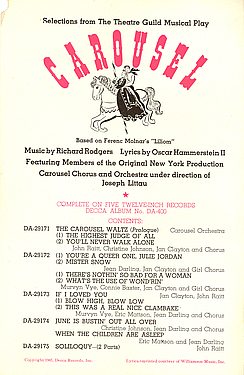 Selections from The Theatre Guild Musical Play
CAROUSEL
Based on Ferenc Molnar's "Liliom"
Music by Richard Rodgers Lyrics by Oscar Hammerstein II
Featuring Members of the Original New York Production
Carousel Chorus and Orchestra under direction of
Joseph Littau
COMPLETE ON FIVE TWELVE-INCH RECORDS
DECCA ALBUM No. DA-400
CONTENTS:
DA-29171 THE CAROUSEL WALTZ (Prologue) Carousel Orchestra
(1) THE HIGHEST JUDGE OF ALL
(2) YOU'LL NEVER WALK ALONE
John Raitt, Christine Johnson, Jan Clayton and Chorus
DA-29172 (1) YOU'RE A QUEER ONE, JULIE JORDAN
(2) MISTER SNOW
Jean Darling, Jan Clayton and Girl Chorus
(1) THERE'S NOTHIN' SO BAD FOR A WOMAN
(2) WHAT'S THE USE OF WOND'RIN'
Murvyn Vye, Connie Baxter, Jan Clayton and Girl Chorus
DA-29173 IF I LOVED YOU Jan Clayton, John Raitt
(1) BLOW HIGH, BLOW LOW
(2) THIS WAS A REAL NICE CLAMBAKE
Murvyn Vye, Eric Mattson, Jean Darling and Chorus
DA-29174 JUNE IS BUSTIN' OUT ALL OVER
Christine Johnson, Jean Darling and Chorus
WHEN THE CHILDREN ARE ASLEEP
Eric Mattson and Jean Darling
DA-29175 SOLILOQUY—(2 Parts) John Raitt
Copyright 1945, Decca Records, Inc.
Lyrics reprinted courtesy of Williamson Music, Inc.